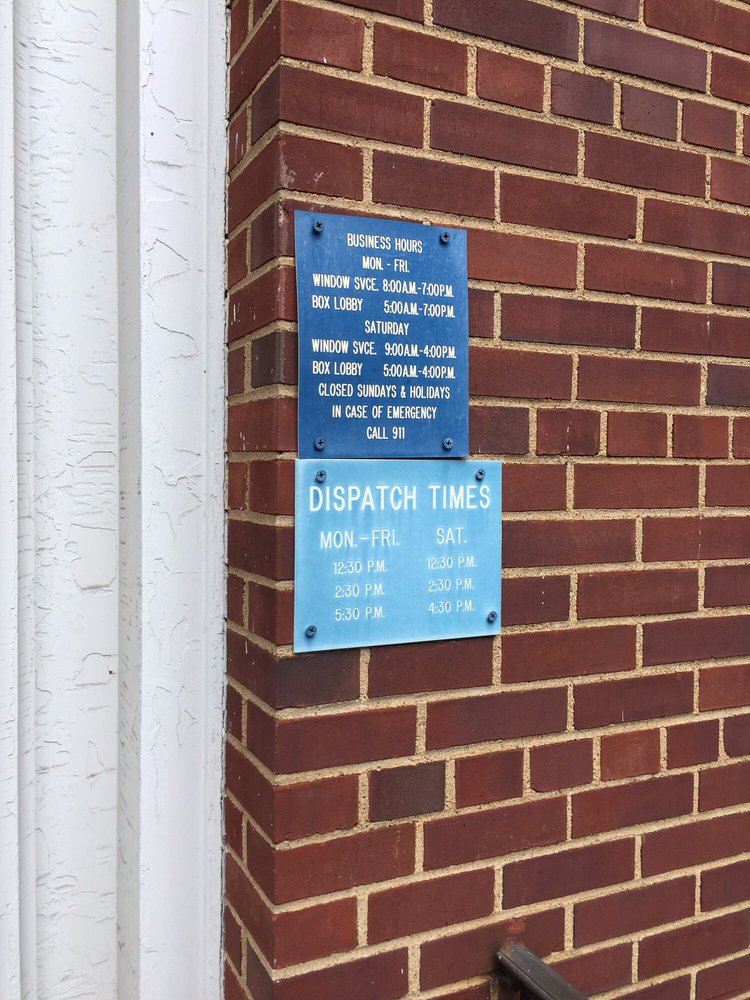 BUSINESS HOURS
MON. - FRI.
WINDOW SVCE. 8:00A.M.-7:00P.M.
BOX LOBBY 5:00A.M.-7:00P.M.
SATURDAY
WINDOW SVCE. 9:00A.M.-4:00P.M.
BOX LOBBY 5:00A.M.-4:00P.M.
CLOSED SUNDAYS & HOLIDAYS
IN CASE OF EMERGENCY
CALL 911
DISPATCH TIMES
MON.-FRI. SAT.
12:30 P.M. 12:30 P.M.
2:30 P.M. 2:30 P.M.
5:30 P.M. 4:30 P.M.